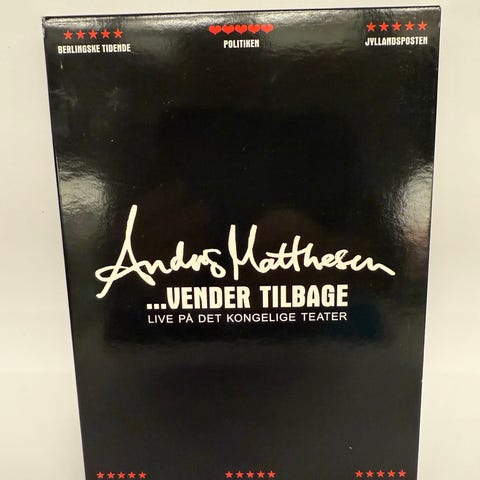 BERLINGSKE TIDENDE
POLITIKEN
JYLLANDSPOSTEN
Anders Matthesen
...VENDER TILBAGE
LIVE PÅ DET KONGELIGE TEATER